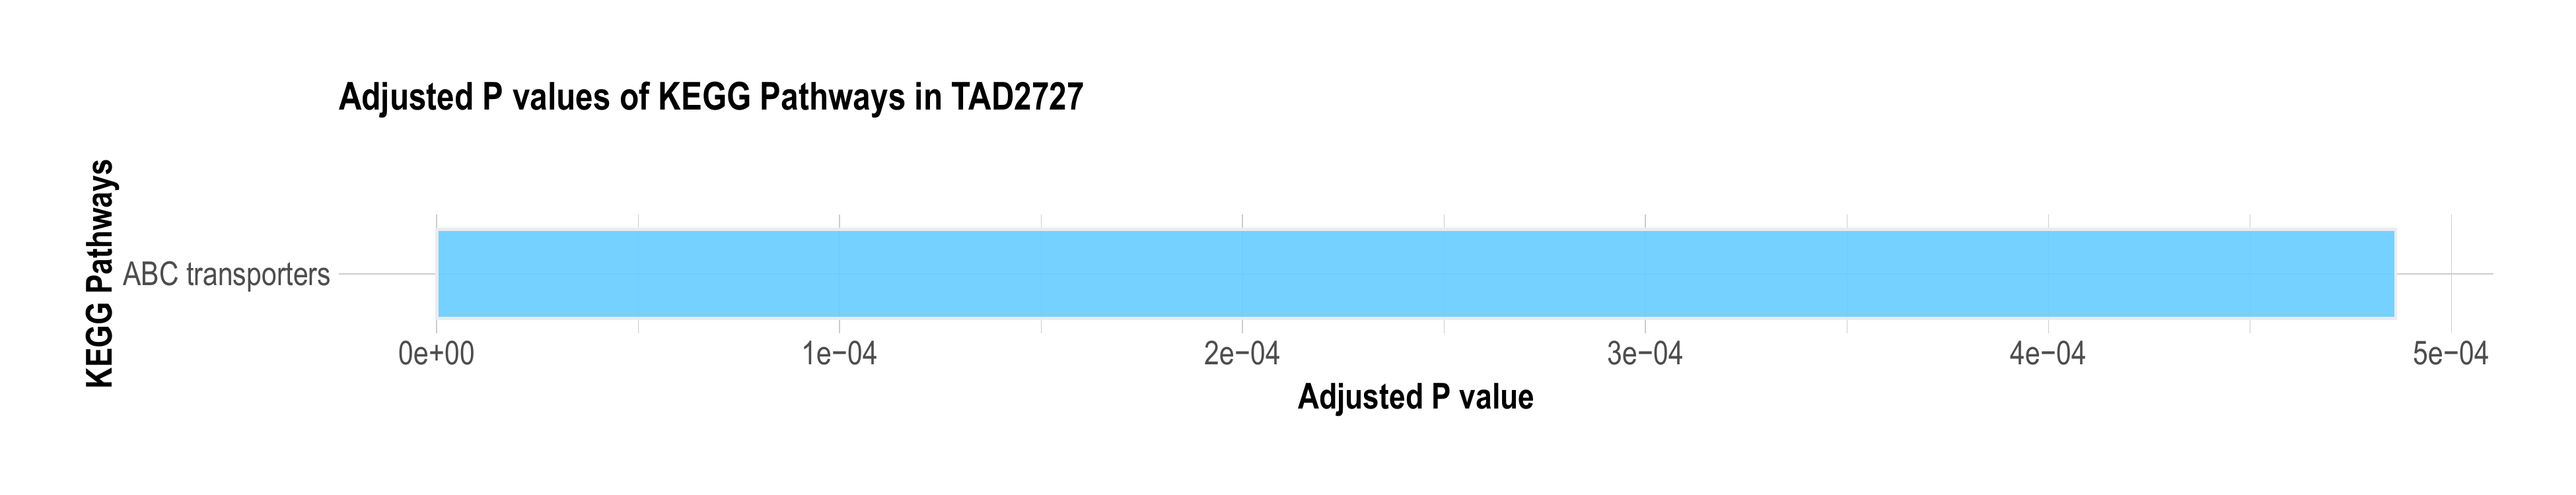 Adjusted P values of KEGG Pathways in TAD2727
KEGG Pathways
ABC transporters
0e+00 1e−04 2e−04 3e−04 4e−04 5e−04
Adjusted P value